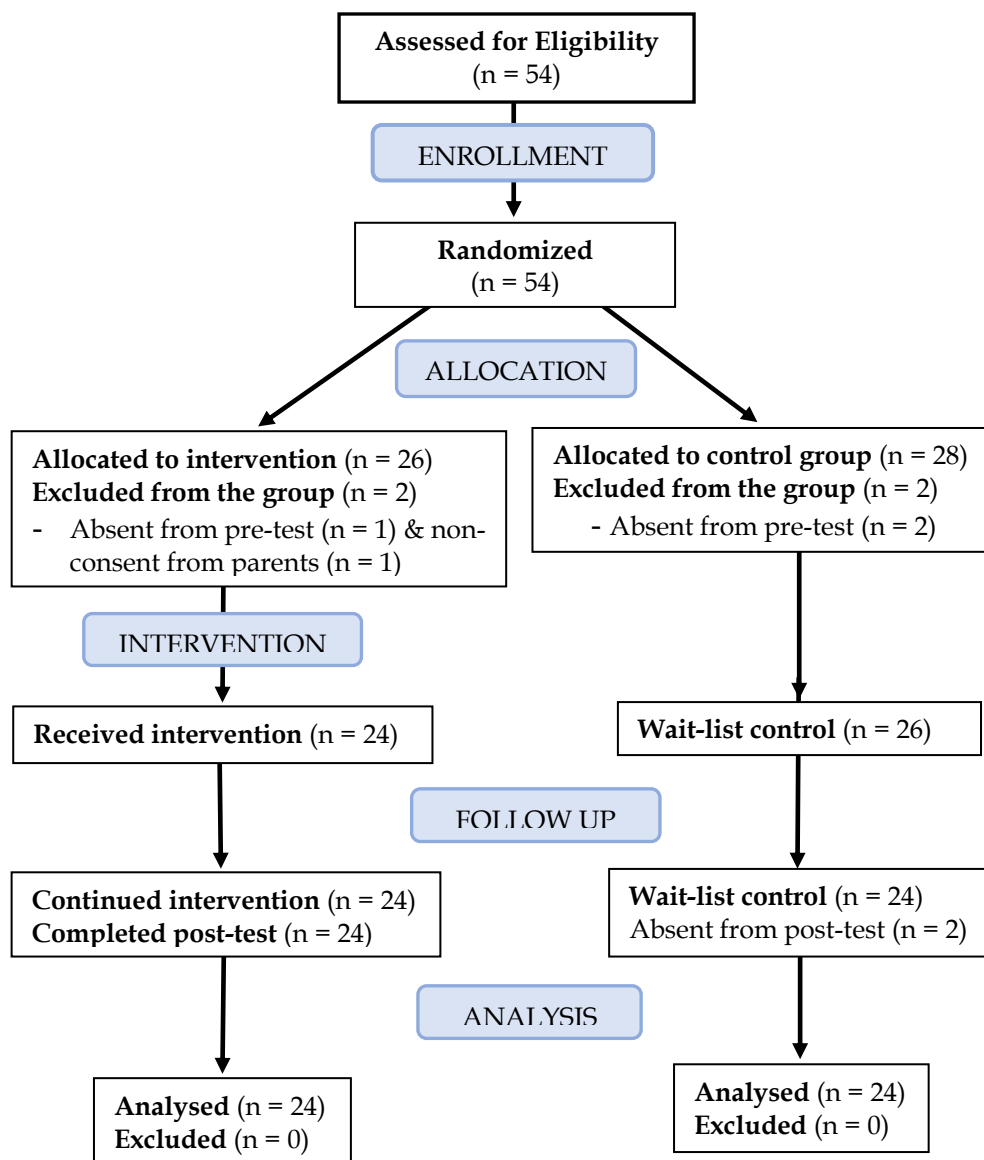 Assessed for Eligibility
(n = 54)
ENROLLMENT
Randomized
(n = 54)
ALLOCATION
Allocated to intervention (n = 26)
Excluded from the group (n = 2)
- Absent from pre-test (n = 1) & non-
consent from parents (n = 1)
Allocated to control group (n = 28)
Excluded from the group (n = 2)
- Absent from pre-test (n = 2)
INTERVENTION
Received intervention (n = 24)
Wait-list control (n = 26)
FOLLOW UP
Continued intervention (n = 24)
Completed post-test (n = 24)
Wait-list control (n = 24)
Absent from post-test (n = 2)
ANALYSIS
Analysed (n = 24)
Excluded (n = 0)
Analysed (n = 24)
Excluded (n = 0)